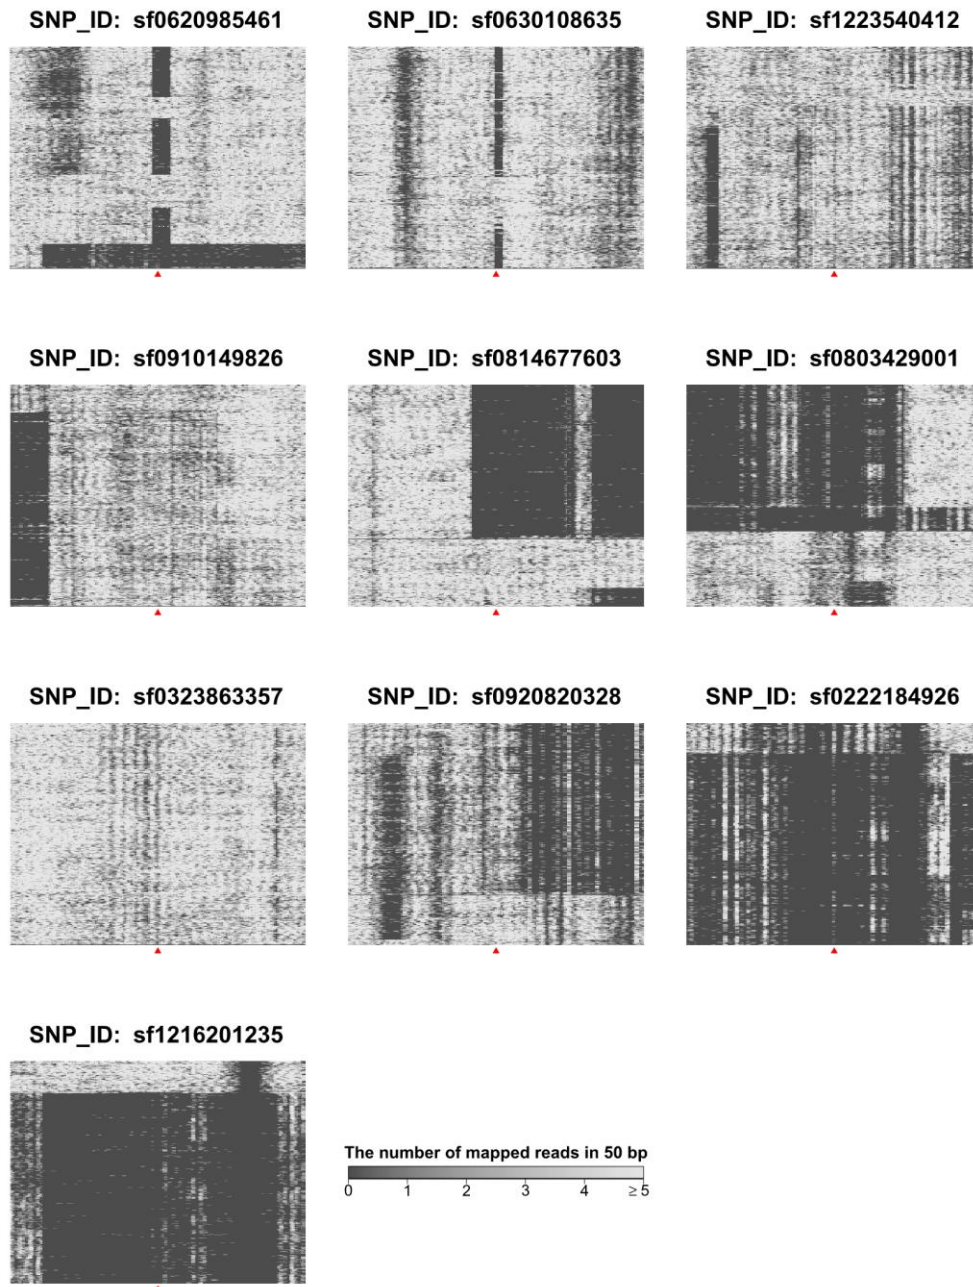 SNP_ID: sf0620985461 SNP_ID: sf0630108635 SNP_ID: sf1223540412
SNP_ID: sf0910149826 SNP_ID: sf0814677603 SNP_ID: sf0803429001
SNP_ID: sf0323863357 SNP_ID: sf0920820328 SNP_ID: sf0222184926
SNP_ID: sf1216201235
The number of mapped reads in 50 bp
0 1 2 3 4 ≥5